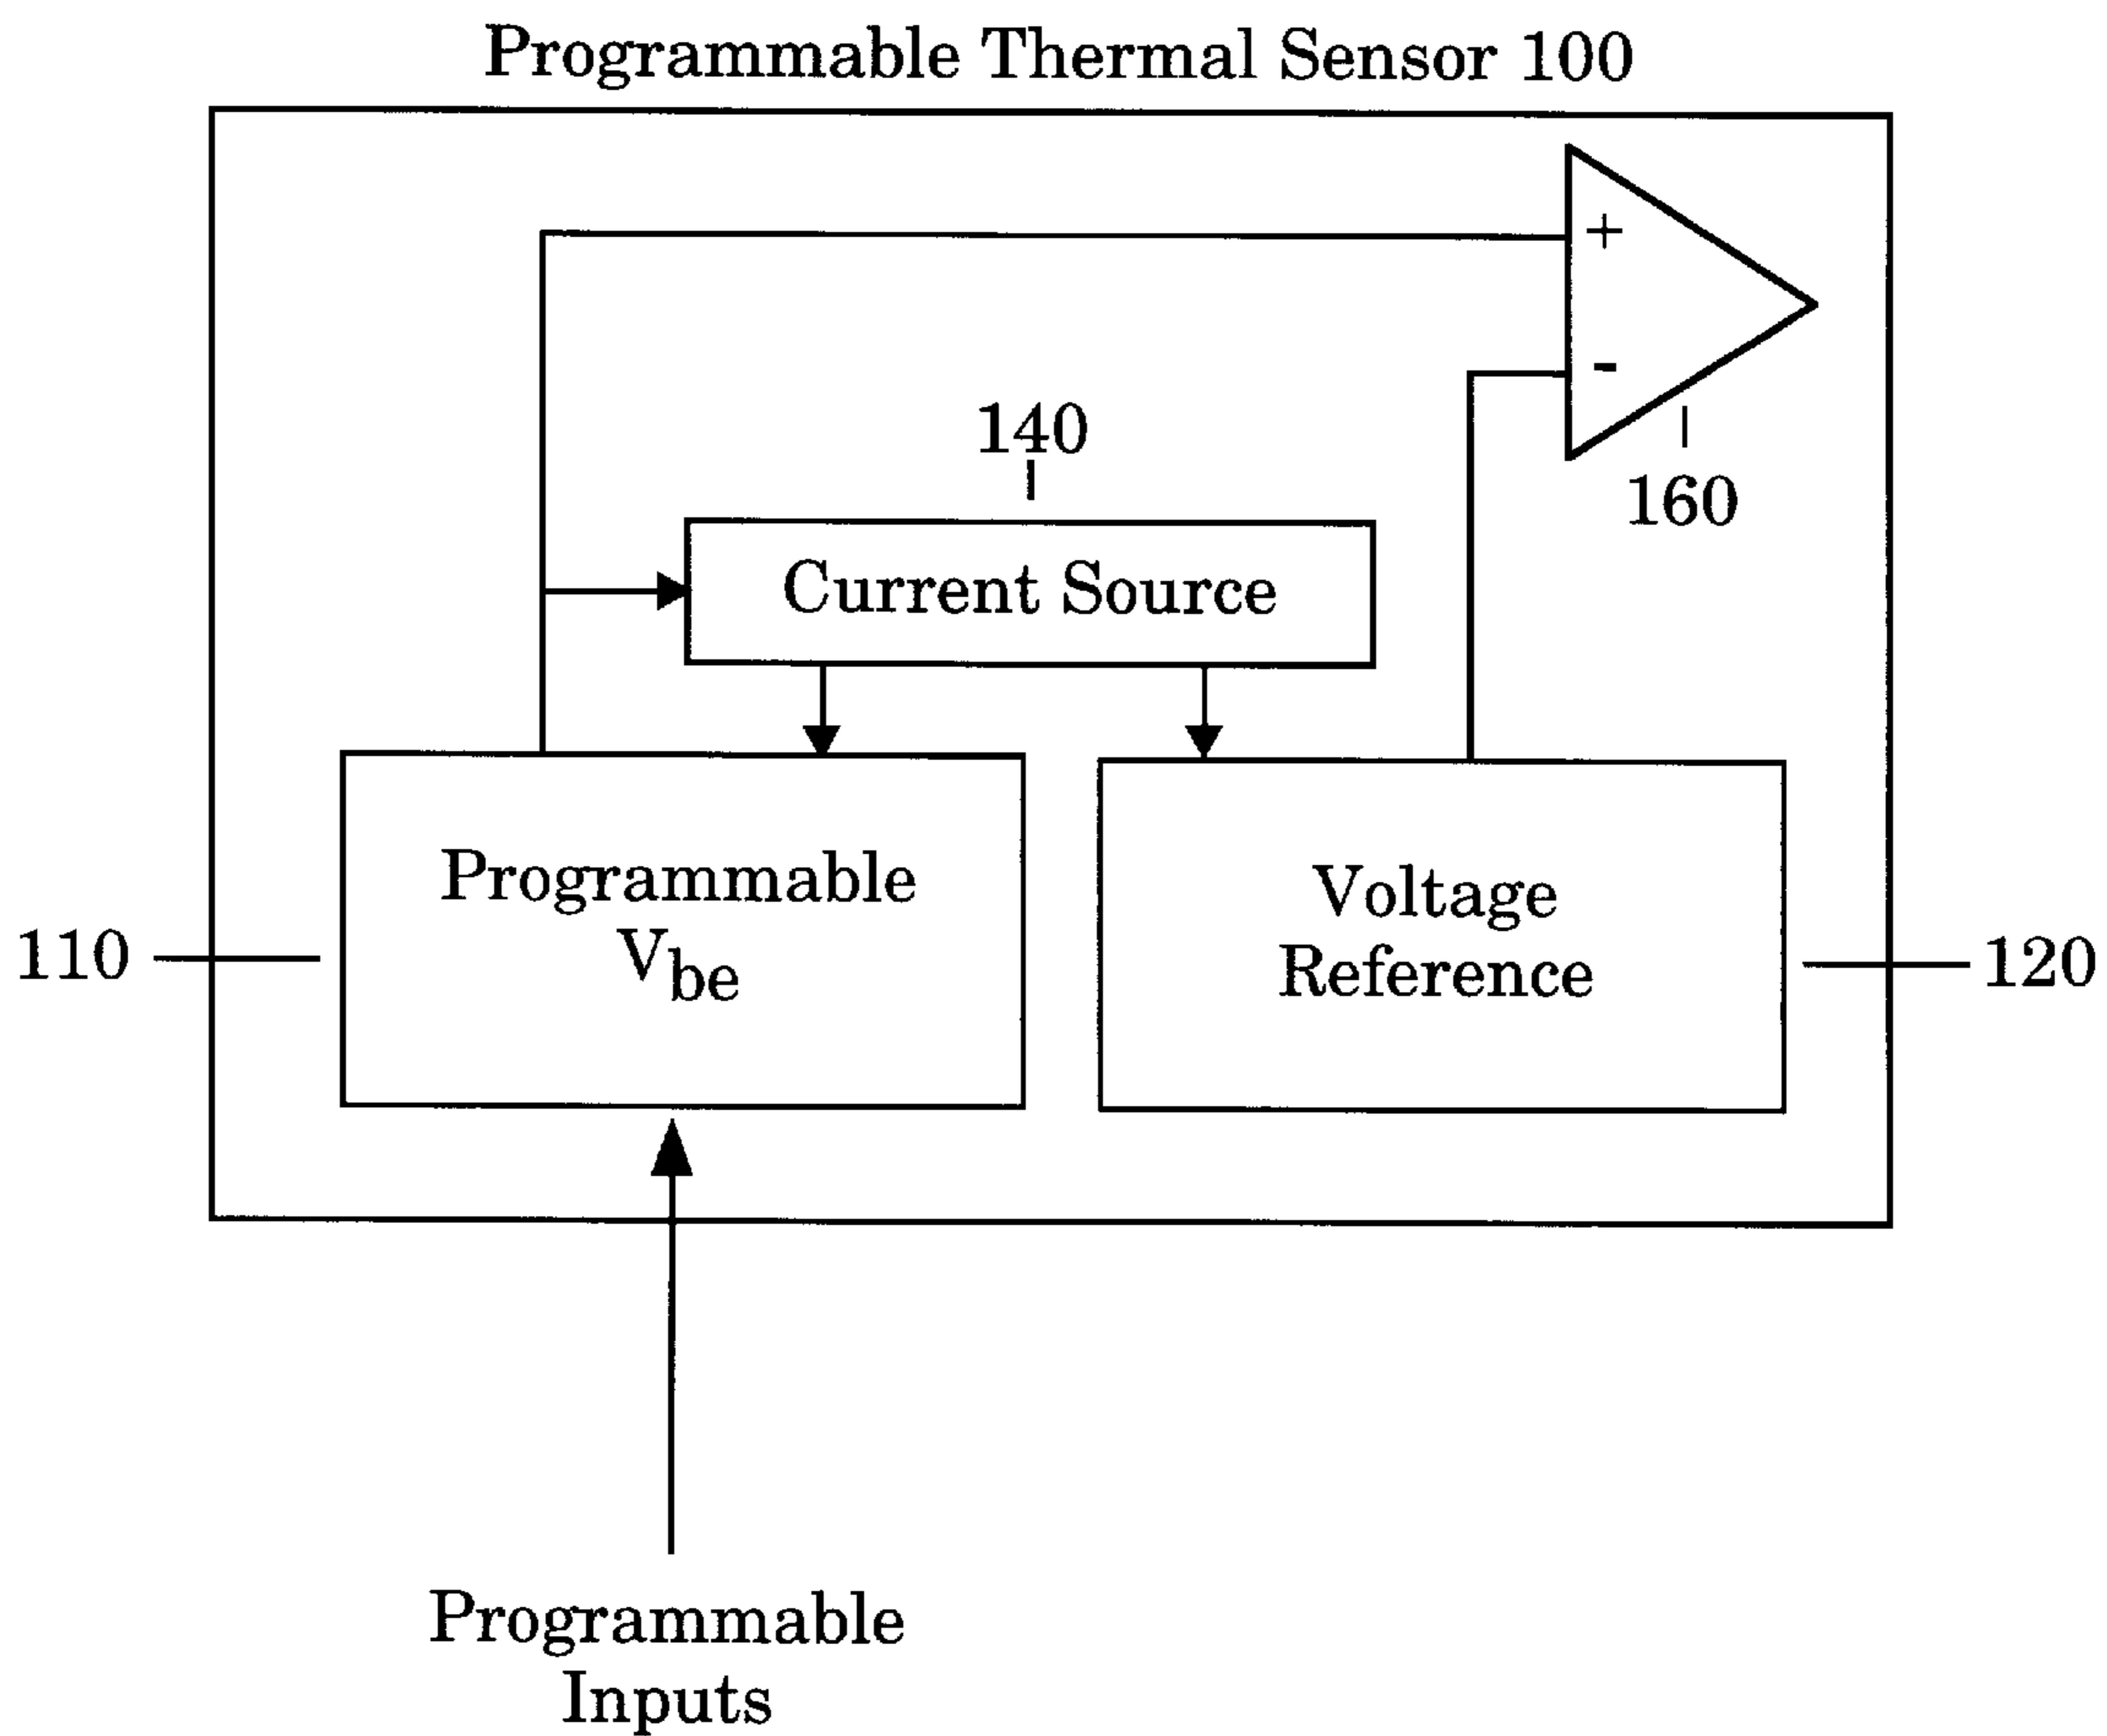 Programmable Thermal Sensor 100
+
-
140
160
Current Source
Programmable
Vbe
Voltage
Reference
110
120
Programmable
Inputs